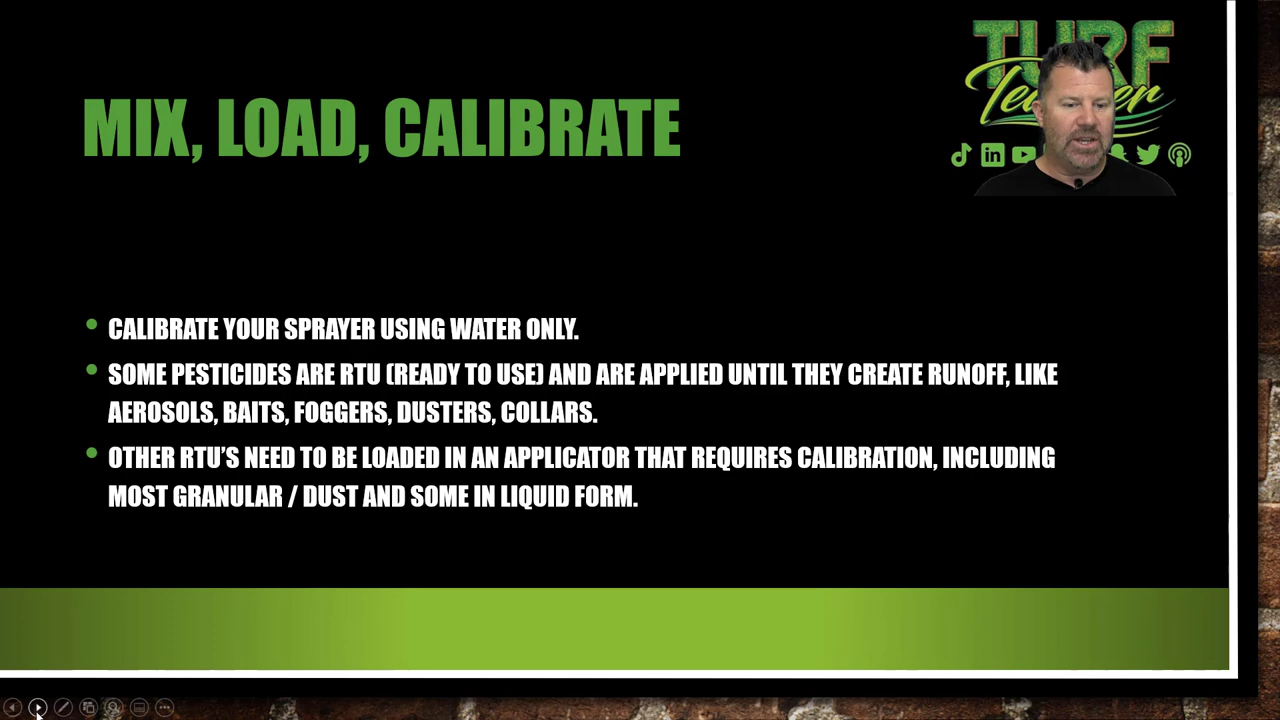 TURF
MIX, LOAD, CALIBRATE
CALIBRATE YOUR SPRAYER USING WATER ONLY.
SOME PESTICIDES ARE RTU (READY TO USE) AND ARE APPLIED UNTIL THEY CREATE RUNOFF, LIKE
AEROSOLS, BAITS, FOGGERS, DUSTERS, COLLARS.
OTHER RTU'S NEED TO BE LOADED IN AN APPLICATOR THAT REQUIRES CALIBRATION, INCLUDING
MOST GRANULAR / DUST AND SOME IN LIQUID FORM.